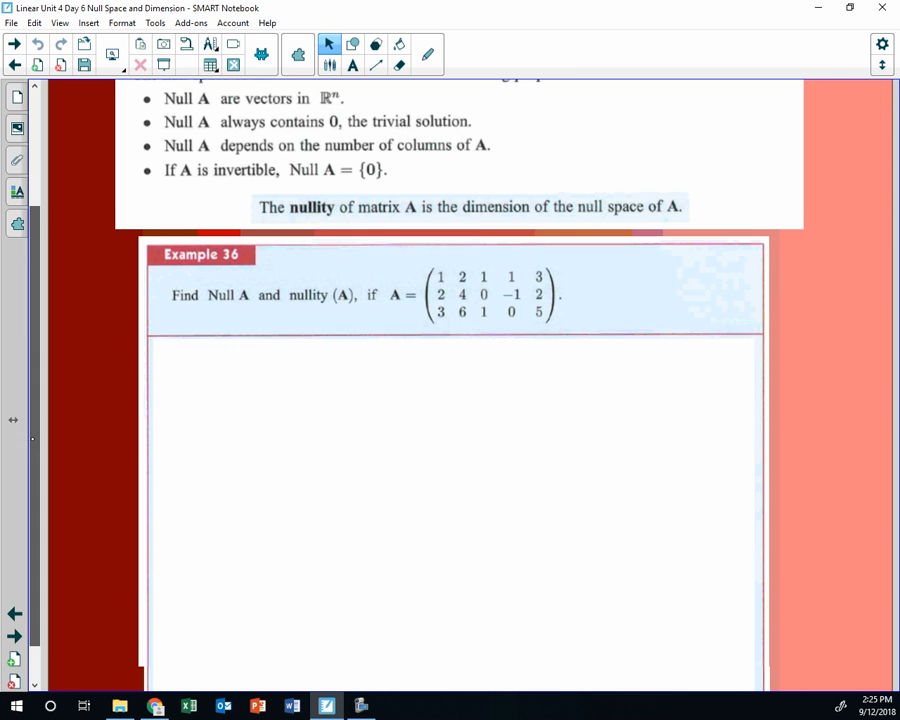 Linear Unit 4 Day 6 Null Space and Dimension - SMART Notebook
File Edit View Insert Format Tools Add-ons Account Help
• Null A are vectors in ℝⁿ.
• Null A always contains 0, the trivial solution.
• Null A depends on the number of columns of A.
• If A is invertible, Null A = {0}.
The nullity of matrix A is the dimension of the null space of A.
Example 36
1 2 1 1 3
Find Null A and nullity (A), if A = 2 4 0 −1 2 .
3 6 1 0 5
2:25 PM
9/12/2018